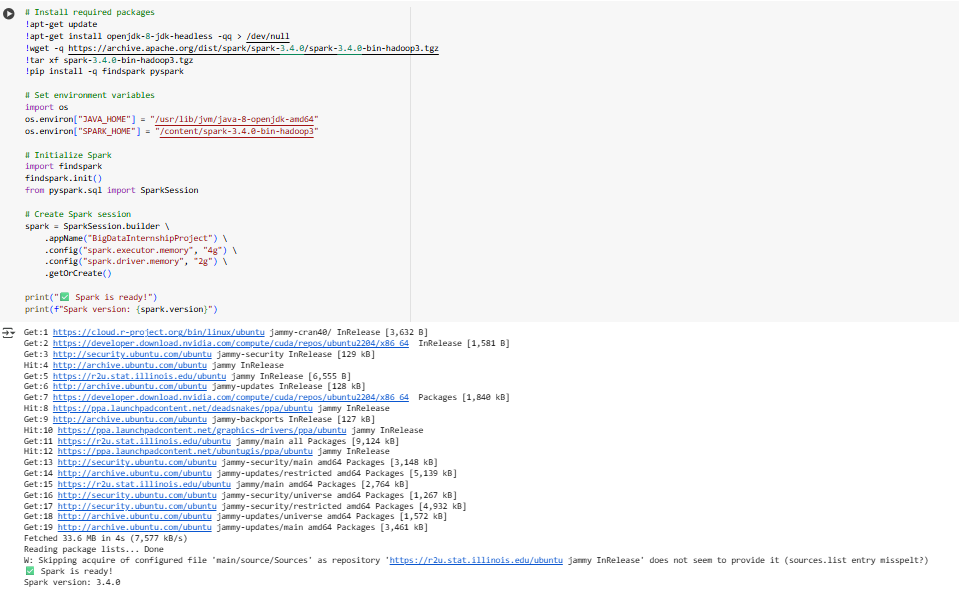 # Install required packages
!apt-get update
!apt-get install openjdk-8-jdk-headless -qq > /dev/null
!wget -q https://archive.apache.org/dist/spark/spark-3.4.0/spark-3.4.0-bin-hadoop3.tgz
!tar xf spark-3.4.0-bin-hadoop3.tgz
!pip install -q findspark pyspark
# Set environment variables
import os
os.environ["JAVA_HOME"] = "/usr/lib/jvm/java-8-openjdk-amd64"
os.environ["SPARK_HOME"] = "/content/spark-3.4.0-bin-hadoop3"
# Initialize Spark
import findspark
findspark.init()
from pyspark.sql import SparkSession
# Create Spark session
spark = SparkSession.builder \
    .appName("BigDataInternshipProject") \
    .config("spark.executor.memory", "4g") \
    .config("spark.driver.memory", "2g") \
    .getOrCreate()
print("✅ Spark is ready!")
print(f"Spark version: {spark.version}")
Get:1 https://cloud.r-project.org/bin/linux/ubuntu jammy-cran40/ InRelease [3,632 B]
Get:2 https://developer.download.nvidia.com/compute/cuda/repos/ubuntu2204/x86_64  InRelease [1,581 B]
Get:3 http://security.ubuntu.com/ubuntu jammy-security InRelease [129 kB]
Hit:4 http://archive.ubuntu.com/ubuntu jammy InRelease
Get:5 https://r2u.stat.illinois.edu/ubuntu jammy InRelease [6,555 B]
Get:6 http://archive.ubuntu.com/ubuntu jammy-updates InRelease [128 kB]
Get:7 https://developer.download.nvidia.com/compute/cuda/repos/ubuntu2204/x86_64  Packages [1,840 kB]
Hit:8 https://ppa.launchpadcontent.net/deadsnakes/ppa/ubuntu jammy InRelease
Get:9 http://archive.ubuntu.com/ubuntu jammy-backports InRelease [127 kB]
Hit:10 https://ppa.launchpadcontent.net/graphics-drivers/ppa/ubuntu jammy InRelease
Get:11 https://r2u.stat.illinois.edu/ubuntu jammy/main all Packages [9,124 kB]
Hit:12 https://ppa.launchpadcontent.net/ubuntugis/ppa/ubuntu jammy InRelease
Get:13 http://security.ubuntu.com/ubuntu jammy-security/main amd64 Packages [3,148 kB]
Get:14 http://archive.ubuntu.com/ubuntu jammy-updates/restricted amd64 Packages [5,139 kB]
Get:15 https://r2u.stat.illinois.edu/ubuntu jammy/main amd64 Packages [2,764 kB]
Get:16 http://security.ubuntu.com/ubuntu jammy-security/universe amd64 Packages [1,267 kB]
Get:17 http://security.ubuntu.com/ubuntu jammy-security/restricted amd64 Packages [4,932 kB]
Get:18 http://archive.ubuntu.com/ubuntu jammy-updates/universe amd64 Packages [1,572 kB]
Get:19 http://archive.ubuntu.com/ubuntu jammy-updates/main amd64 Packages [3,461 kB]
Fetched 33.6 MB in 4s (7,577 kB/s)
Reading package lists... Done
W: Skipping acquire of configured file 'main/source/Sources' as repository 'https://r2u.stat.illinois.edu/ubuntu jammy InRelease' does not seem to provide it (sources.list entry misspelt?)
✅ Spark is ready!
Spark version: 3.4.0